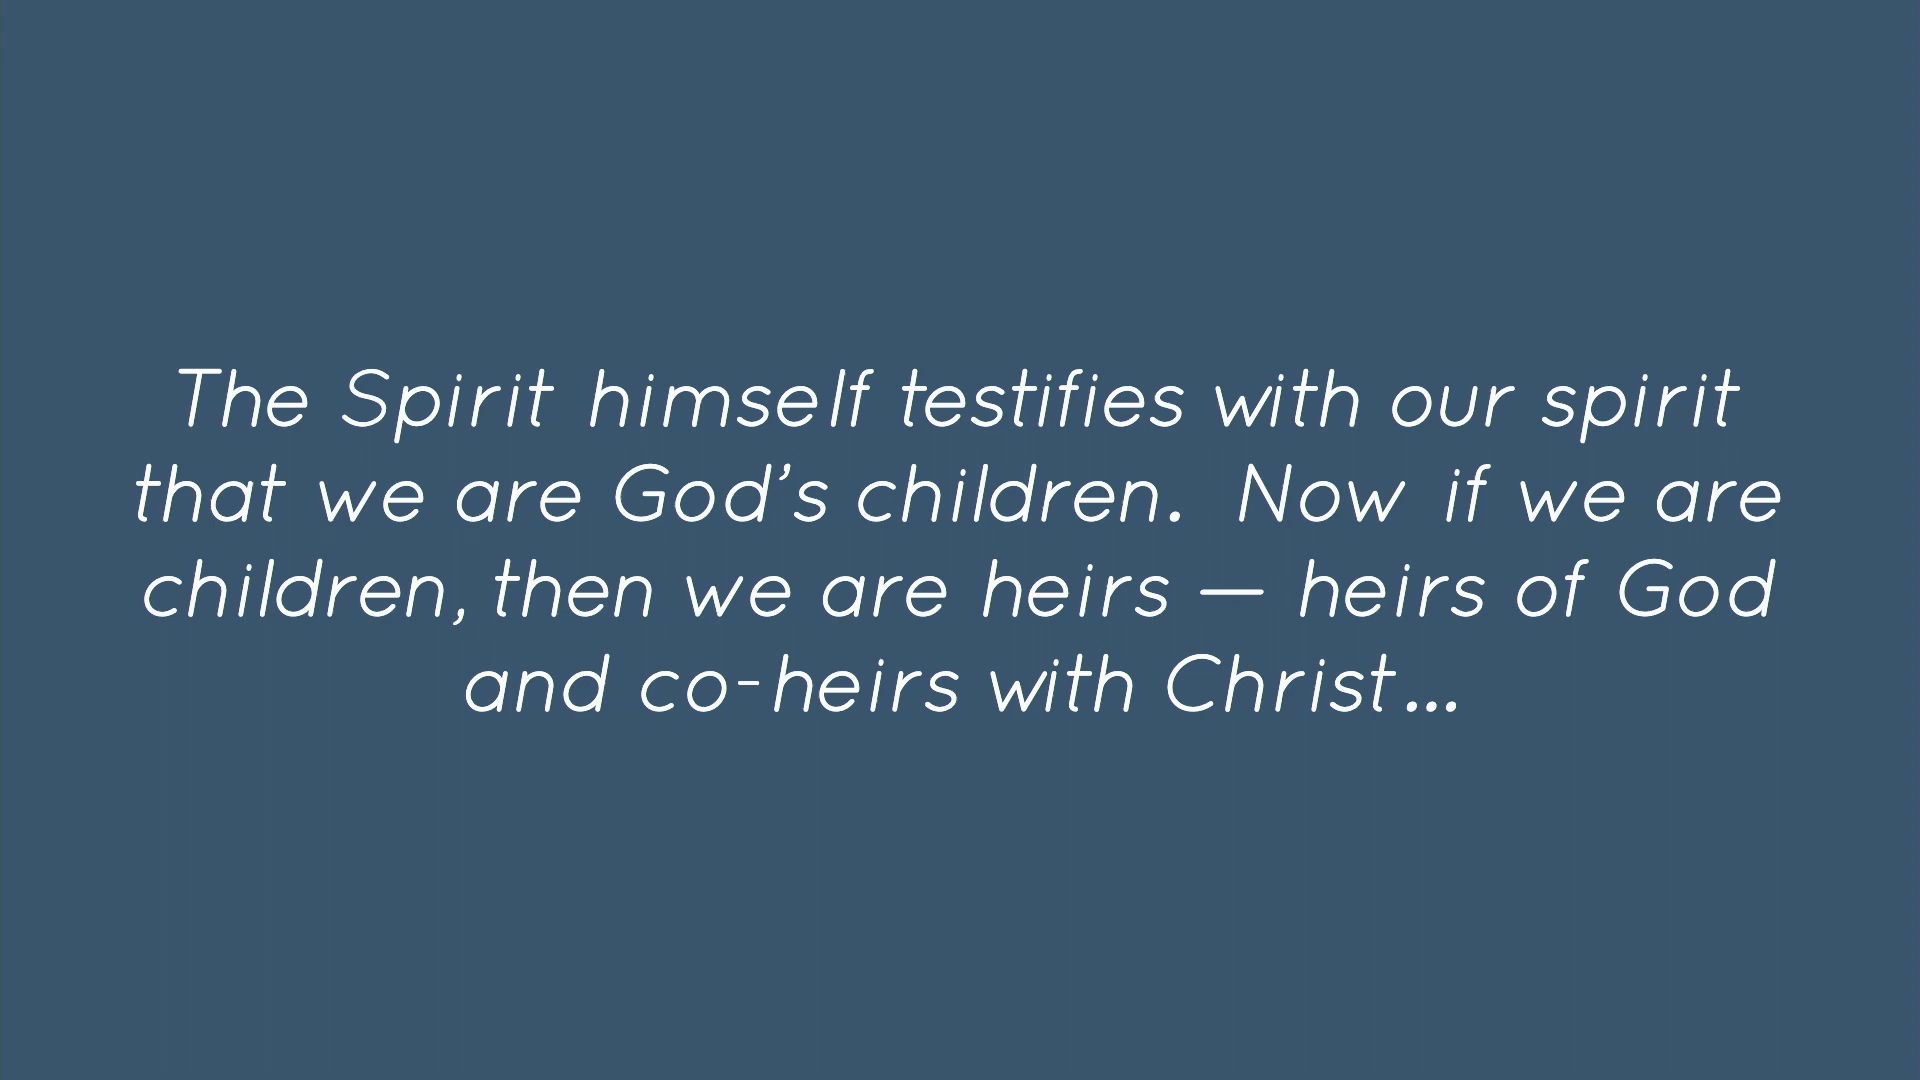 The Spirit himself testifies with our spirit
that we are God’s children.  Now if we are
children, then we are heirs — heirs of God
and co-heirs with Christ…